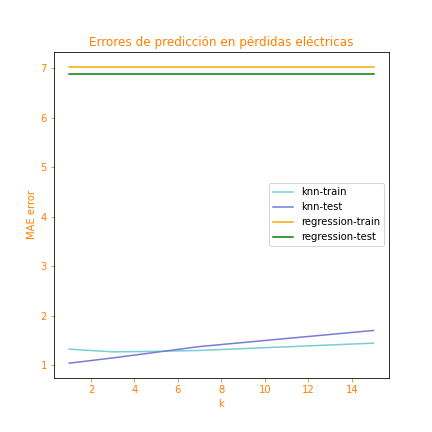 Errores de predicción en pérdidas eléctricas
7
6
5
4
3
2
1
MAE error
knn-train
knn-test
regression-train
regression-test
2 4 6 8 10 12 14
k